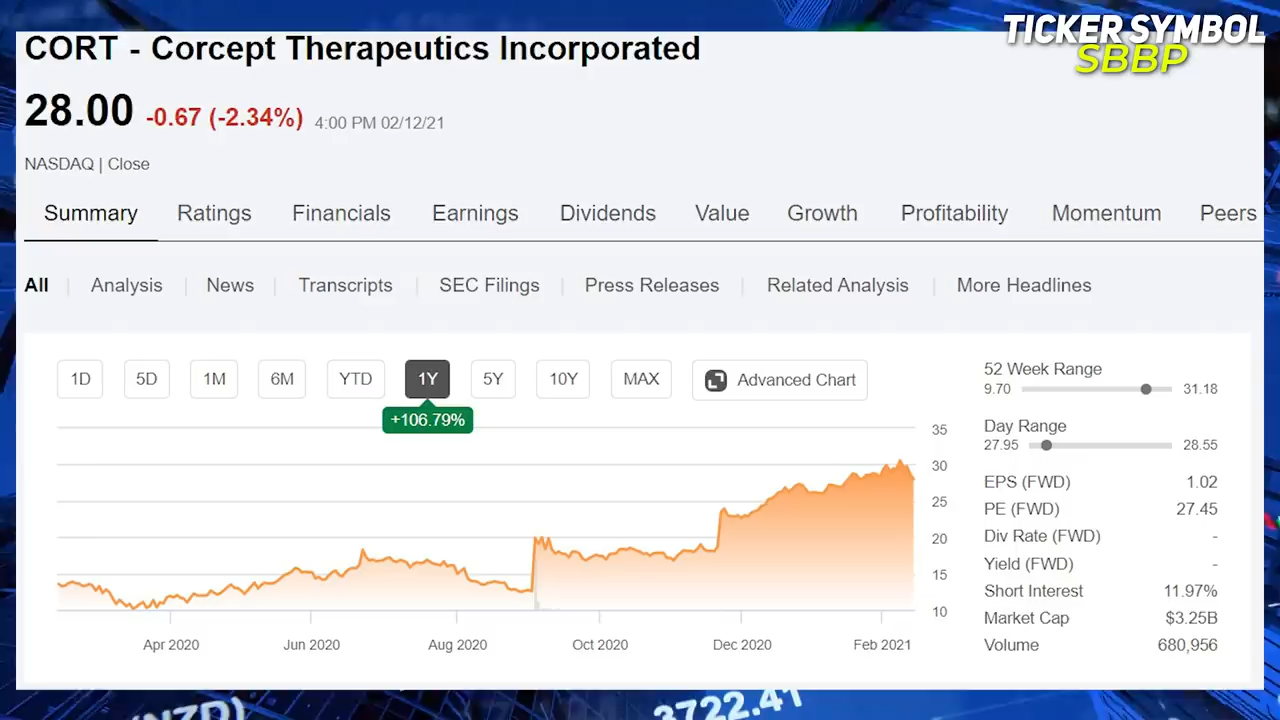 TICKER SYMBOL
SBBP
CORT - Corcept Therapeutics Incorporated
28.00 -0.67 (-2.34%) 4:00 PM 02/12/21
NASDAQ | Close
Summary Ratings Financials Earnings Dividends Value Growth Profitability Momentum Peers
All Analysis News Transcripts SEC Filings Press Releases Related Analysis More Headlines
1D 5D 1M 6M YTD 1Y 5Y 10Y MAX Advanced Chart
+106.79%
35
30
25
20
15
10
Apr 2020 Jun 2020 Aug 2020 Oct 2020 Dec 2020 Feb 2021
52 Week Range
9.70 31.18
Day Range
27.95 28.55
EPS (FWD) 1.02
PE (FWD) 27.45
Div Rate (FWD) -
Yield (FWD) -
Short Interest 11.97%
Market Cap $3.25B
Volume 680,956
(NZD) 3722.41